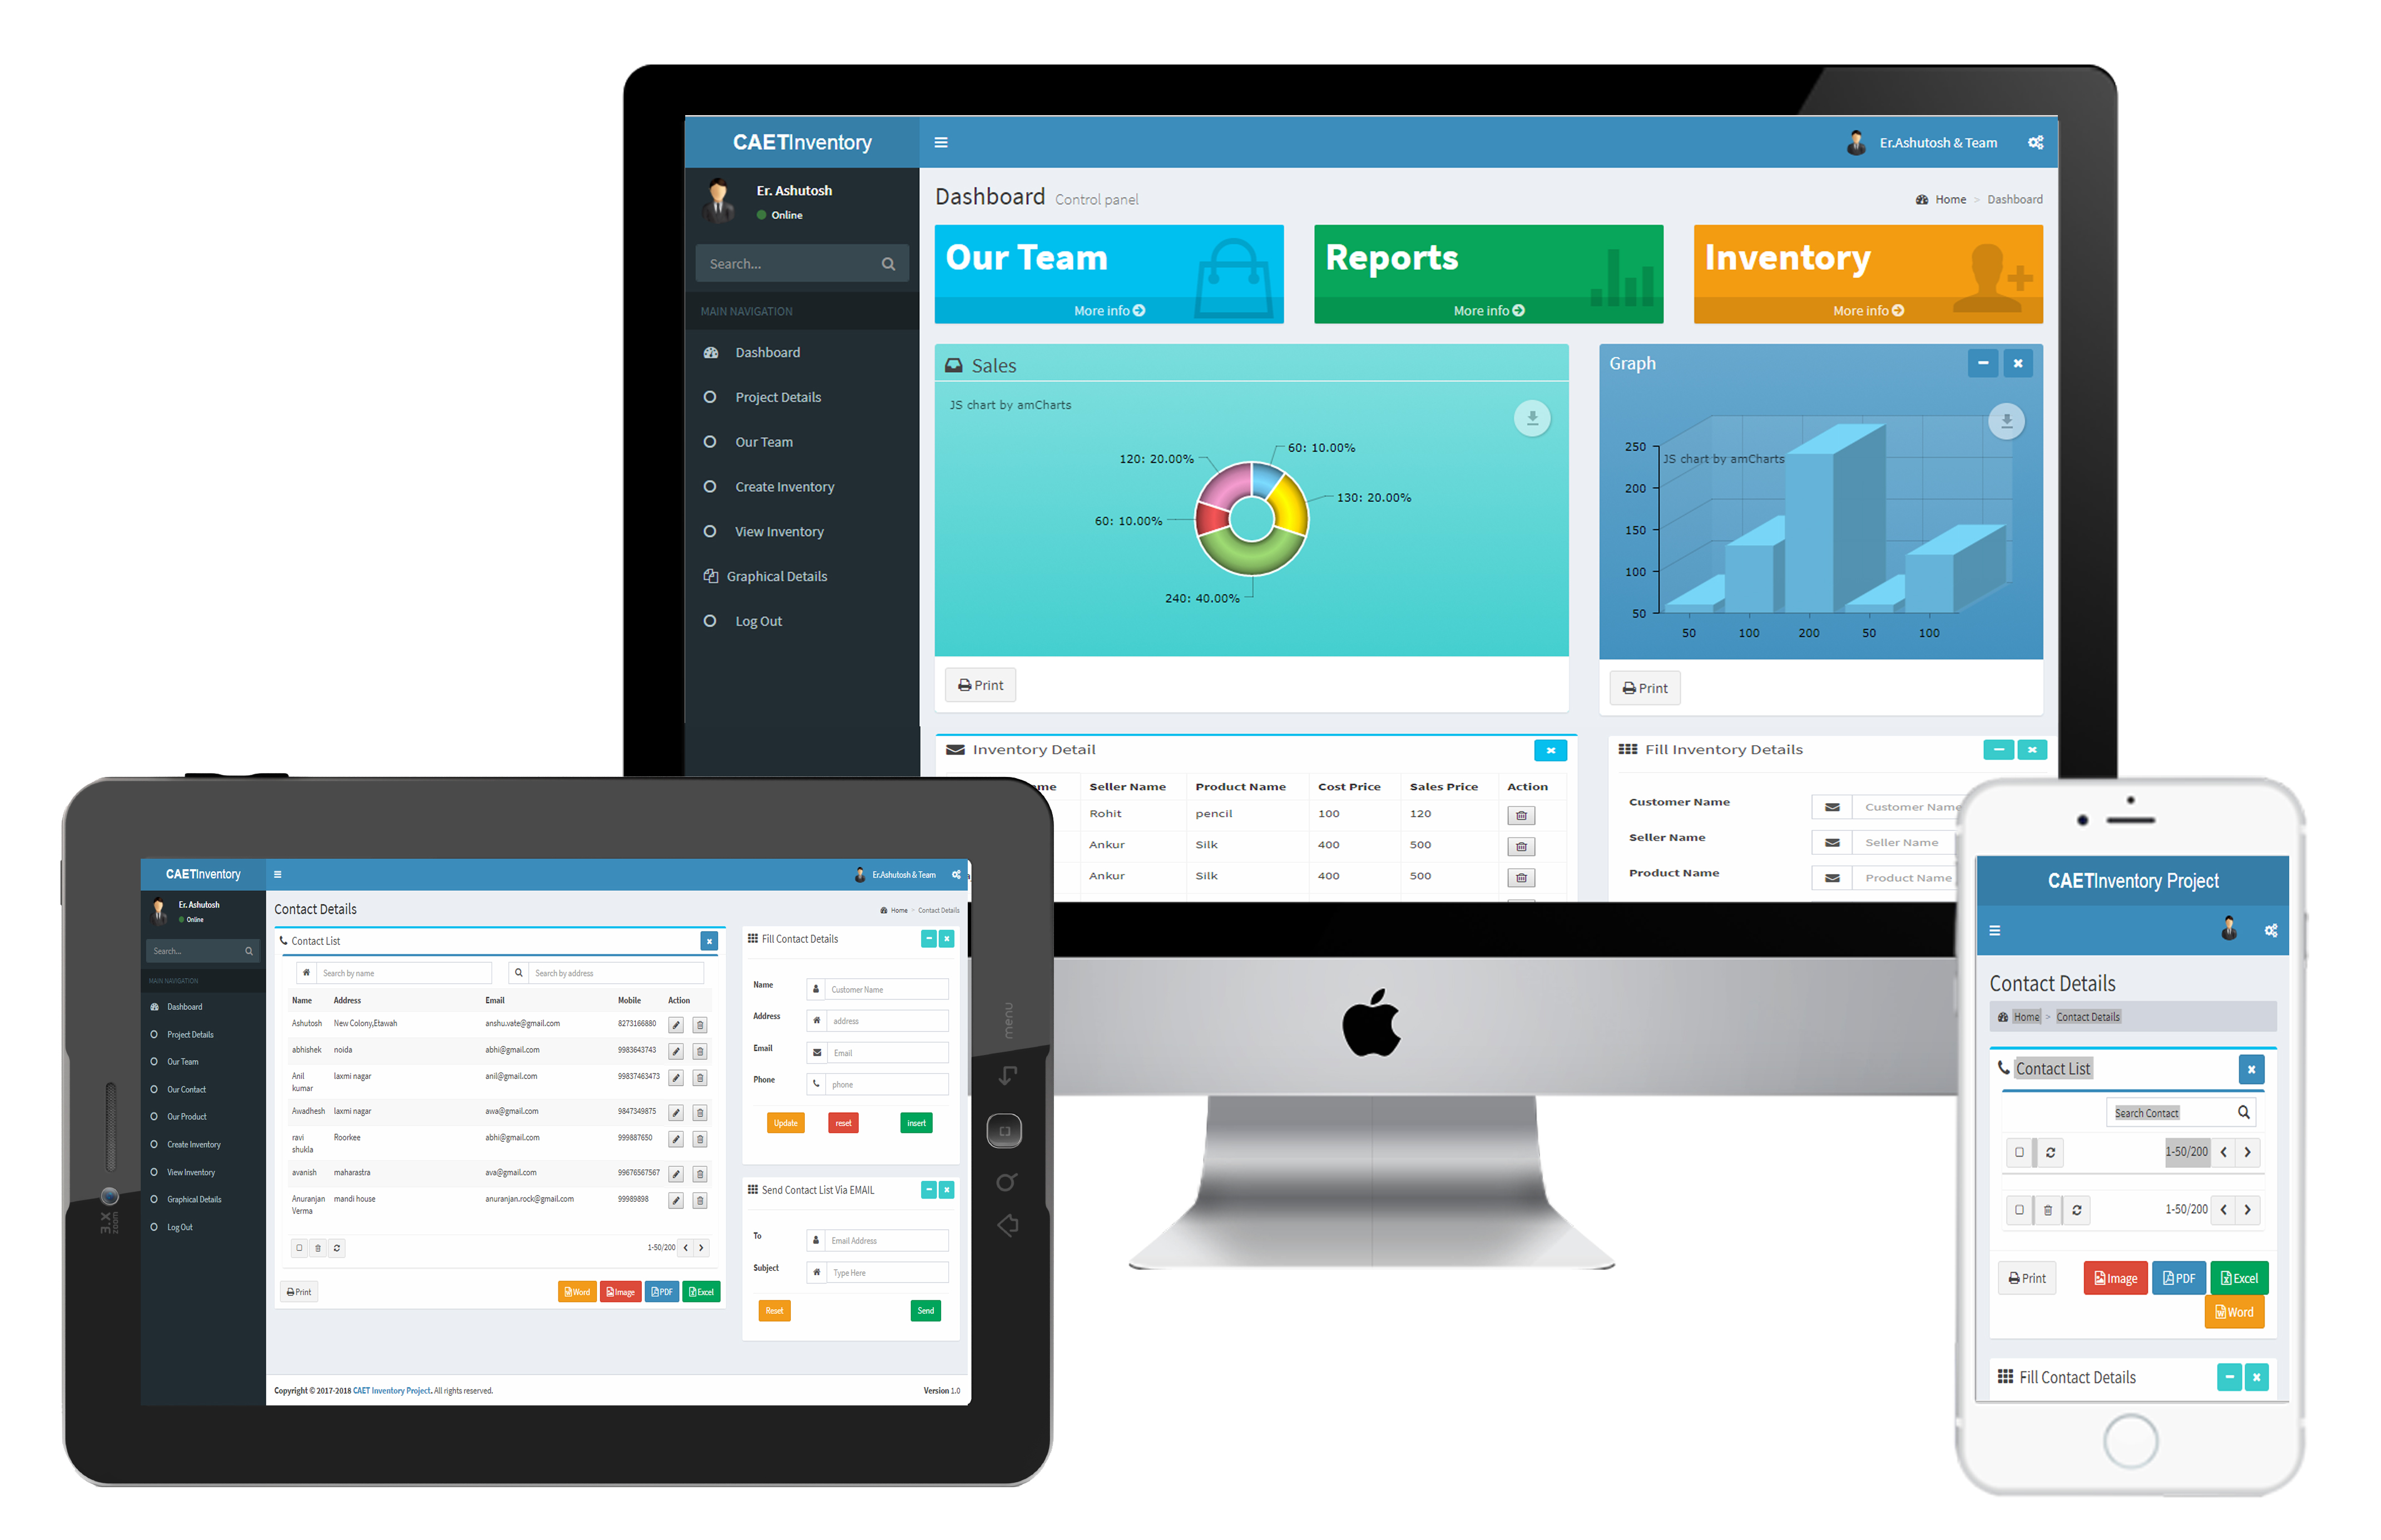 CAETInventory
Er.Ashutosh & Team
Er. Ashutosh
Online
Search...
MAIN NAVIGATION
Dashboard
Project Details
Our Team
Create Inventory
View Inventory
Graphical Details
Log Out
Dashboard Control panel
Home > Dashboard
Our Team
More info
Reports
More info
Inventory
More info
Sales
JS chart by amCharts
60: 10.00%
130: 20.00%
240: 40.00%
60: 10.00%
120: 20.00%
Print
Graph
JS chart by amCharts
250
200
150
100
50
50 100 200 50 100
Print
Inventory Detail
me Seller Name Product Name Cost Price Sales Price Action
Rohit pencil 100 120
Ankur Silk 400 500
Ankur Silk 400 500
Fill Inventory Details
Customer Name Customer Name
Seller Name Seller Name
Product Name Product Name
CAETInventory
Er.Ashutosh & Team
Er. Ashutosh
Online
Search...
MAIN NAVIGATION
Dashboard
Project Details
Our Team
Our Contact
Our Product
Create Inventory
View Inventory
Graphical Details
Log Out
Contact Details
Home > Contact Details
Contact List
Search by name Search by address
Name Address Email Mobile Action
Ashutosh New Colony,Etawah anshu.vate@gmail.com 8273166880
abhishek noida abhi@gmail.com 9983643743
Anil kumar laxmi nagar anil@gmail.com 99837463473
Awadhesh laxmi nagar awa@gmail.com 9847349875
ravi shukla Roorkee abhi@gmail.com 999887650
avanish maharastra ava@gmail.com 99676567567
Anuranjan Verma mandi house anuranjan.rock@gmail.com 99989898
1-50/200
Print Word Image PDF Excel
Fill Contact Details
Name Customer Name
Address address
Email Email
Phone phone
Update reset insert
Send Contact List Via EMAIL
To Email Address
Subject Type Here
Reset Send
Copyright © 2017-2018 CAET Inventory Project. All rights reserved.
Version 1.0
menu
3.X
zoom
CAETInventory Project
Contact Details
Home > Contact Details
Contact List
Search Contact
1-50/200
1-50/200
Print Image PDF Excel
Word
Fill Contact Details